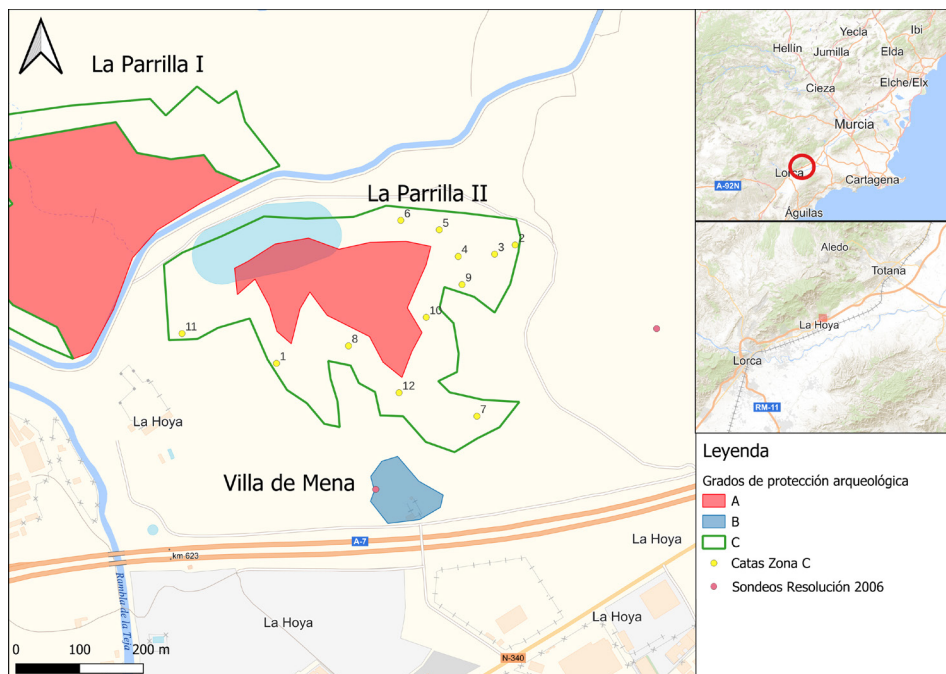 La Parrilla I
La Parrilla II
6
5
2
4
3
9
10
11
8
1
12
7
La Hoya
Villa de Mena
A-7
km 623
La Hoya
Rambla de la Teja
La Hoya
La Hoya
N-340
0 100 200 m
Yecla
Ibi
Hellín
Jumilla
Elda
Elche/Elx
Cieza
Murcia
Lorca
A-92N
Cartagena
Águilas
Aledo
Totana
La Hoya
Lorca
RM-11
Leyenda
Grados de protección arqueológica
A
B
C
Catas Zona C
Sondeos Resolución 2006